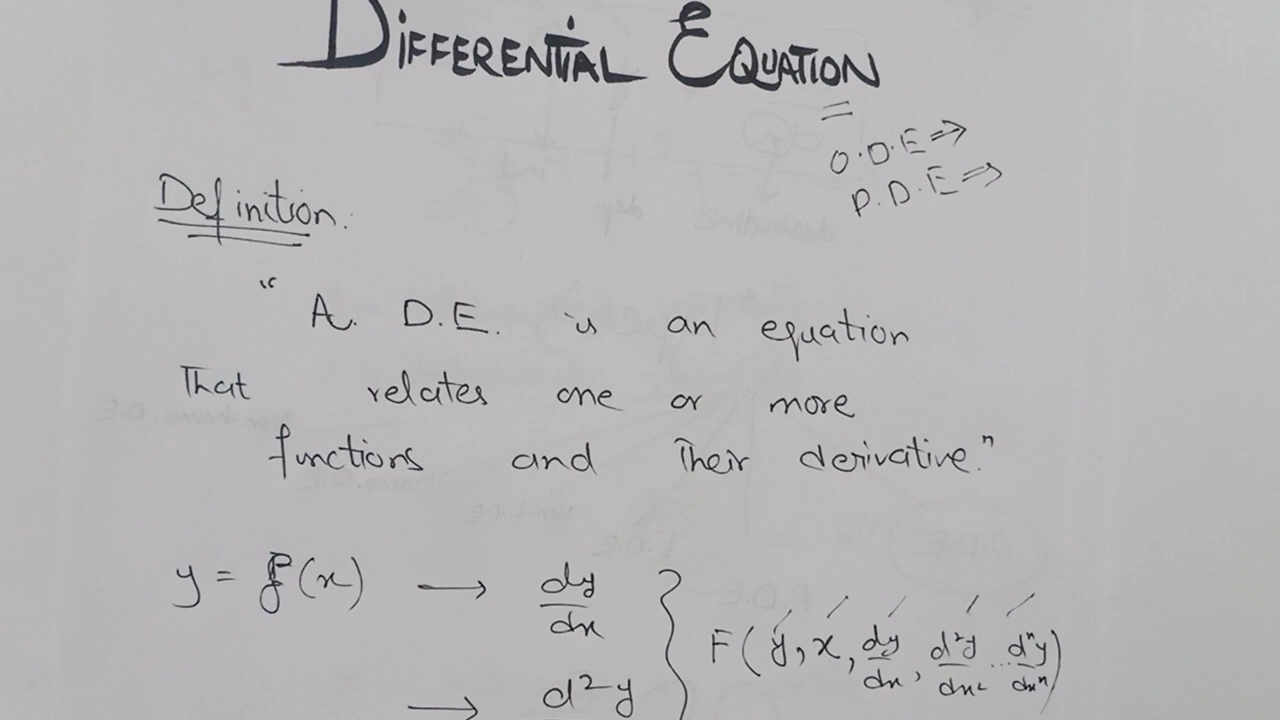 DIFFERENTIAL EQUATION
O.D.E ⇒
P.D.E ⇒
Definition:
“ A. D.E. is an equation
That relates one or more
functions and Their derivative."
y = f(x) → dy/dx } F(y, x, dy/dx, d²y/dx² ... dⁿy/dxⁿ)
→ d²y